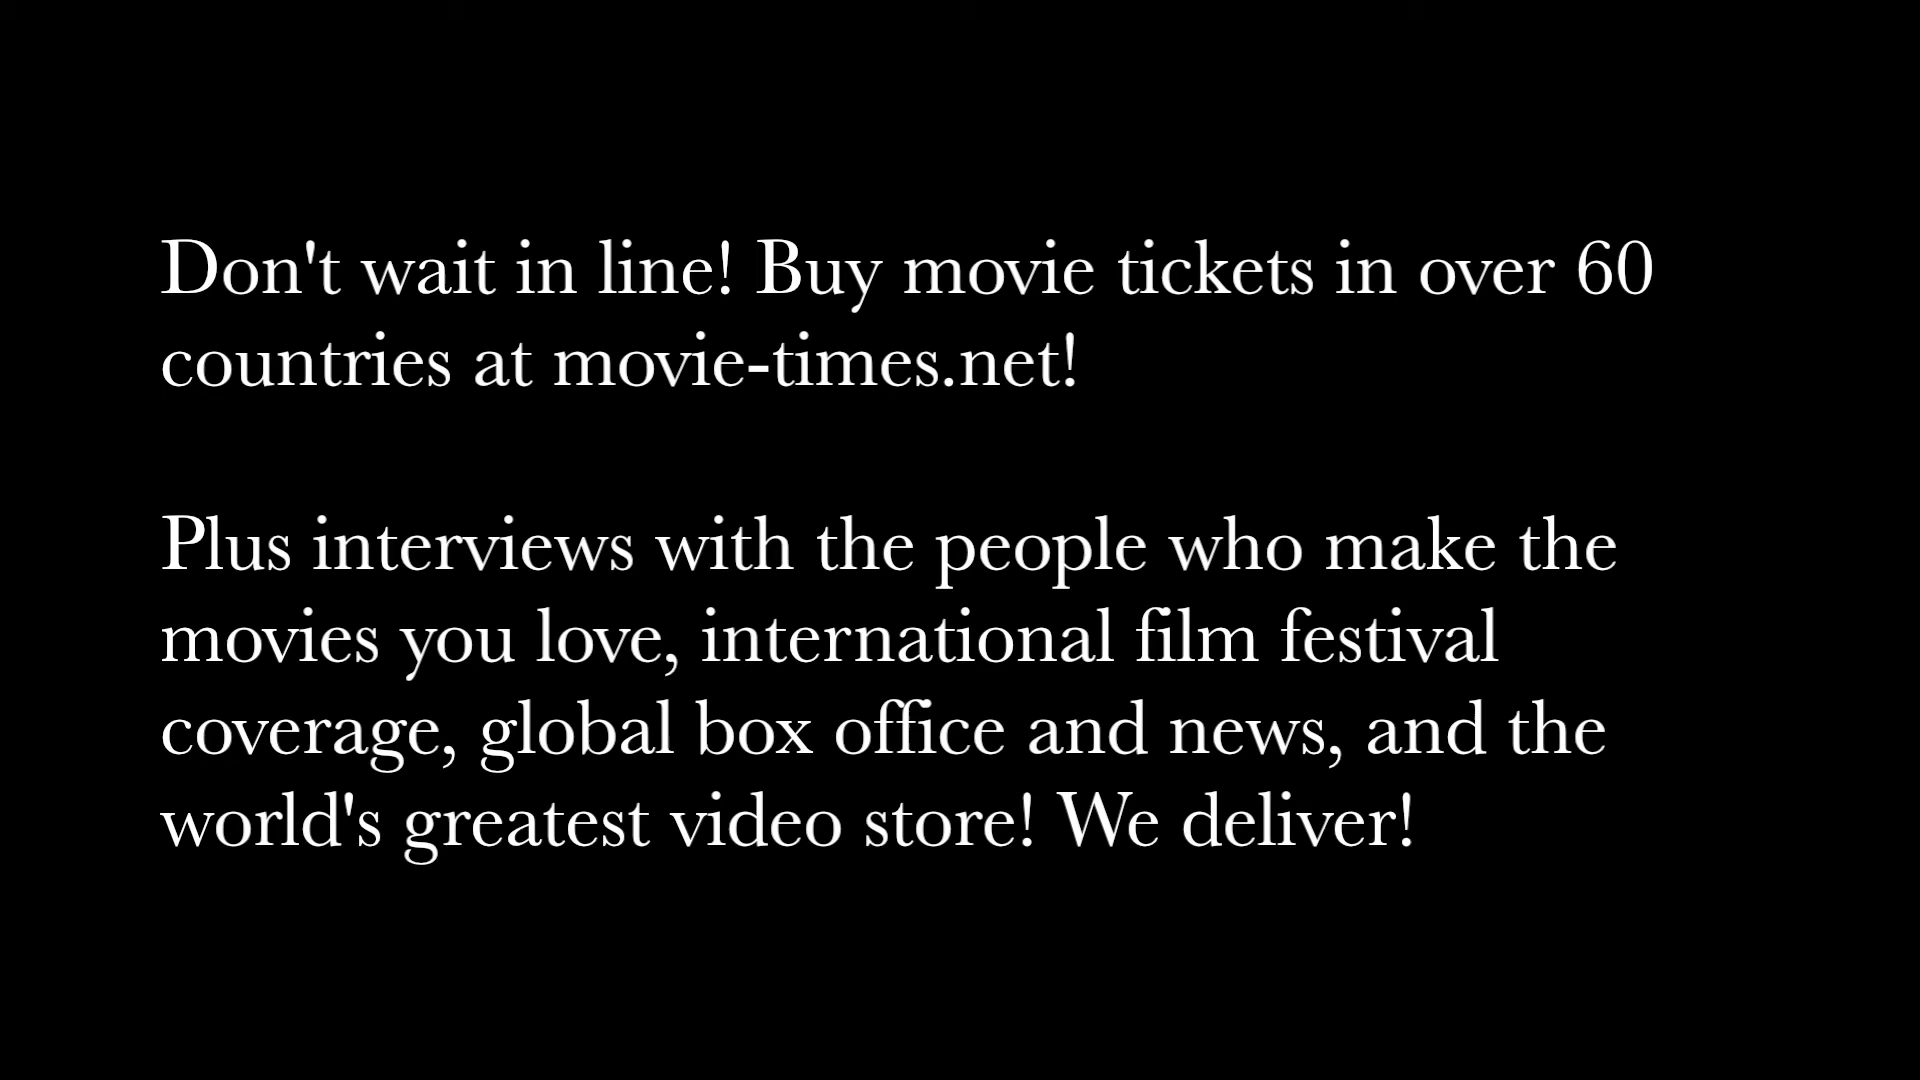 Don't wait in line! Buy movie tickets in over 60
countries at movie-times.net!
Plus interviews with the people who make the
movies you love, international film festival
coverage, global box office and news, and the
world's greatest video store! We deliver!